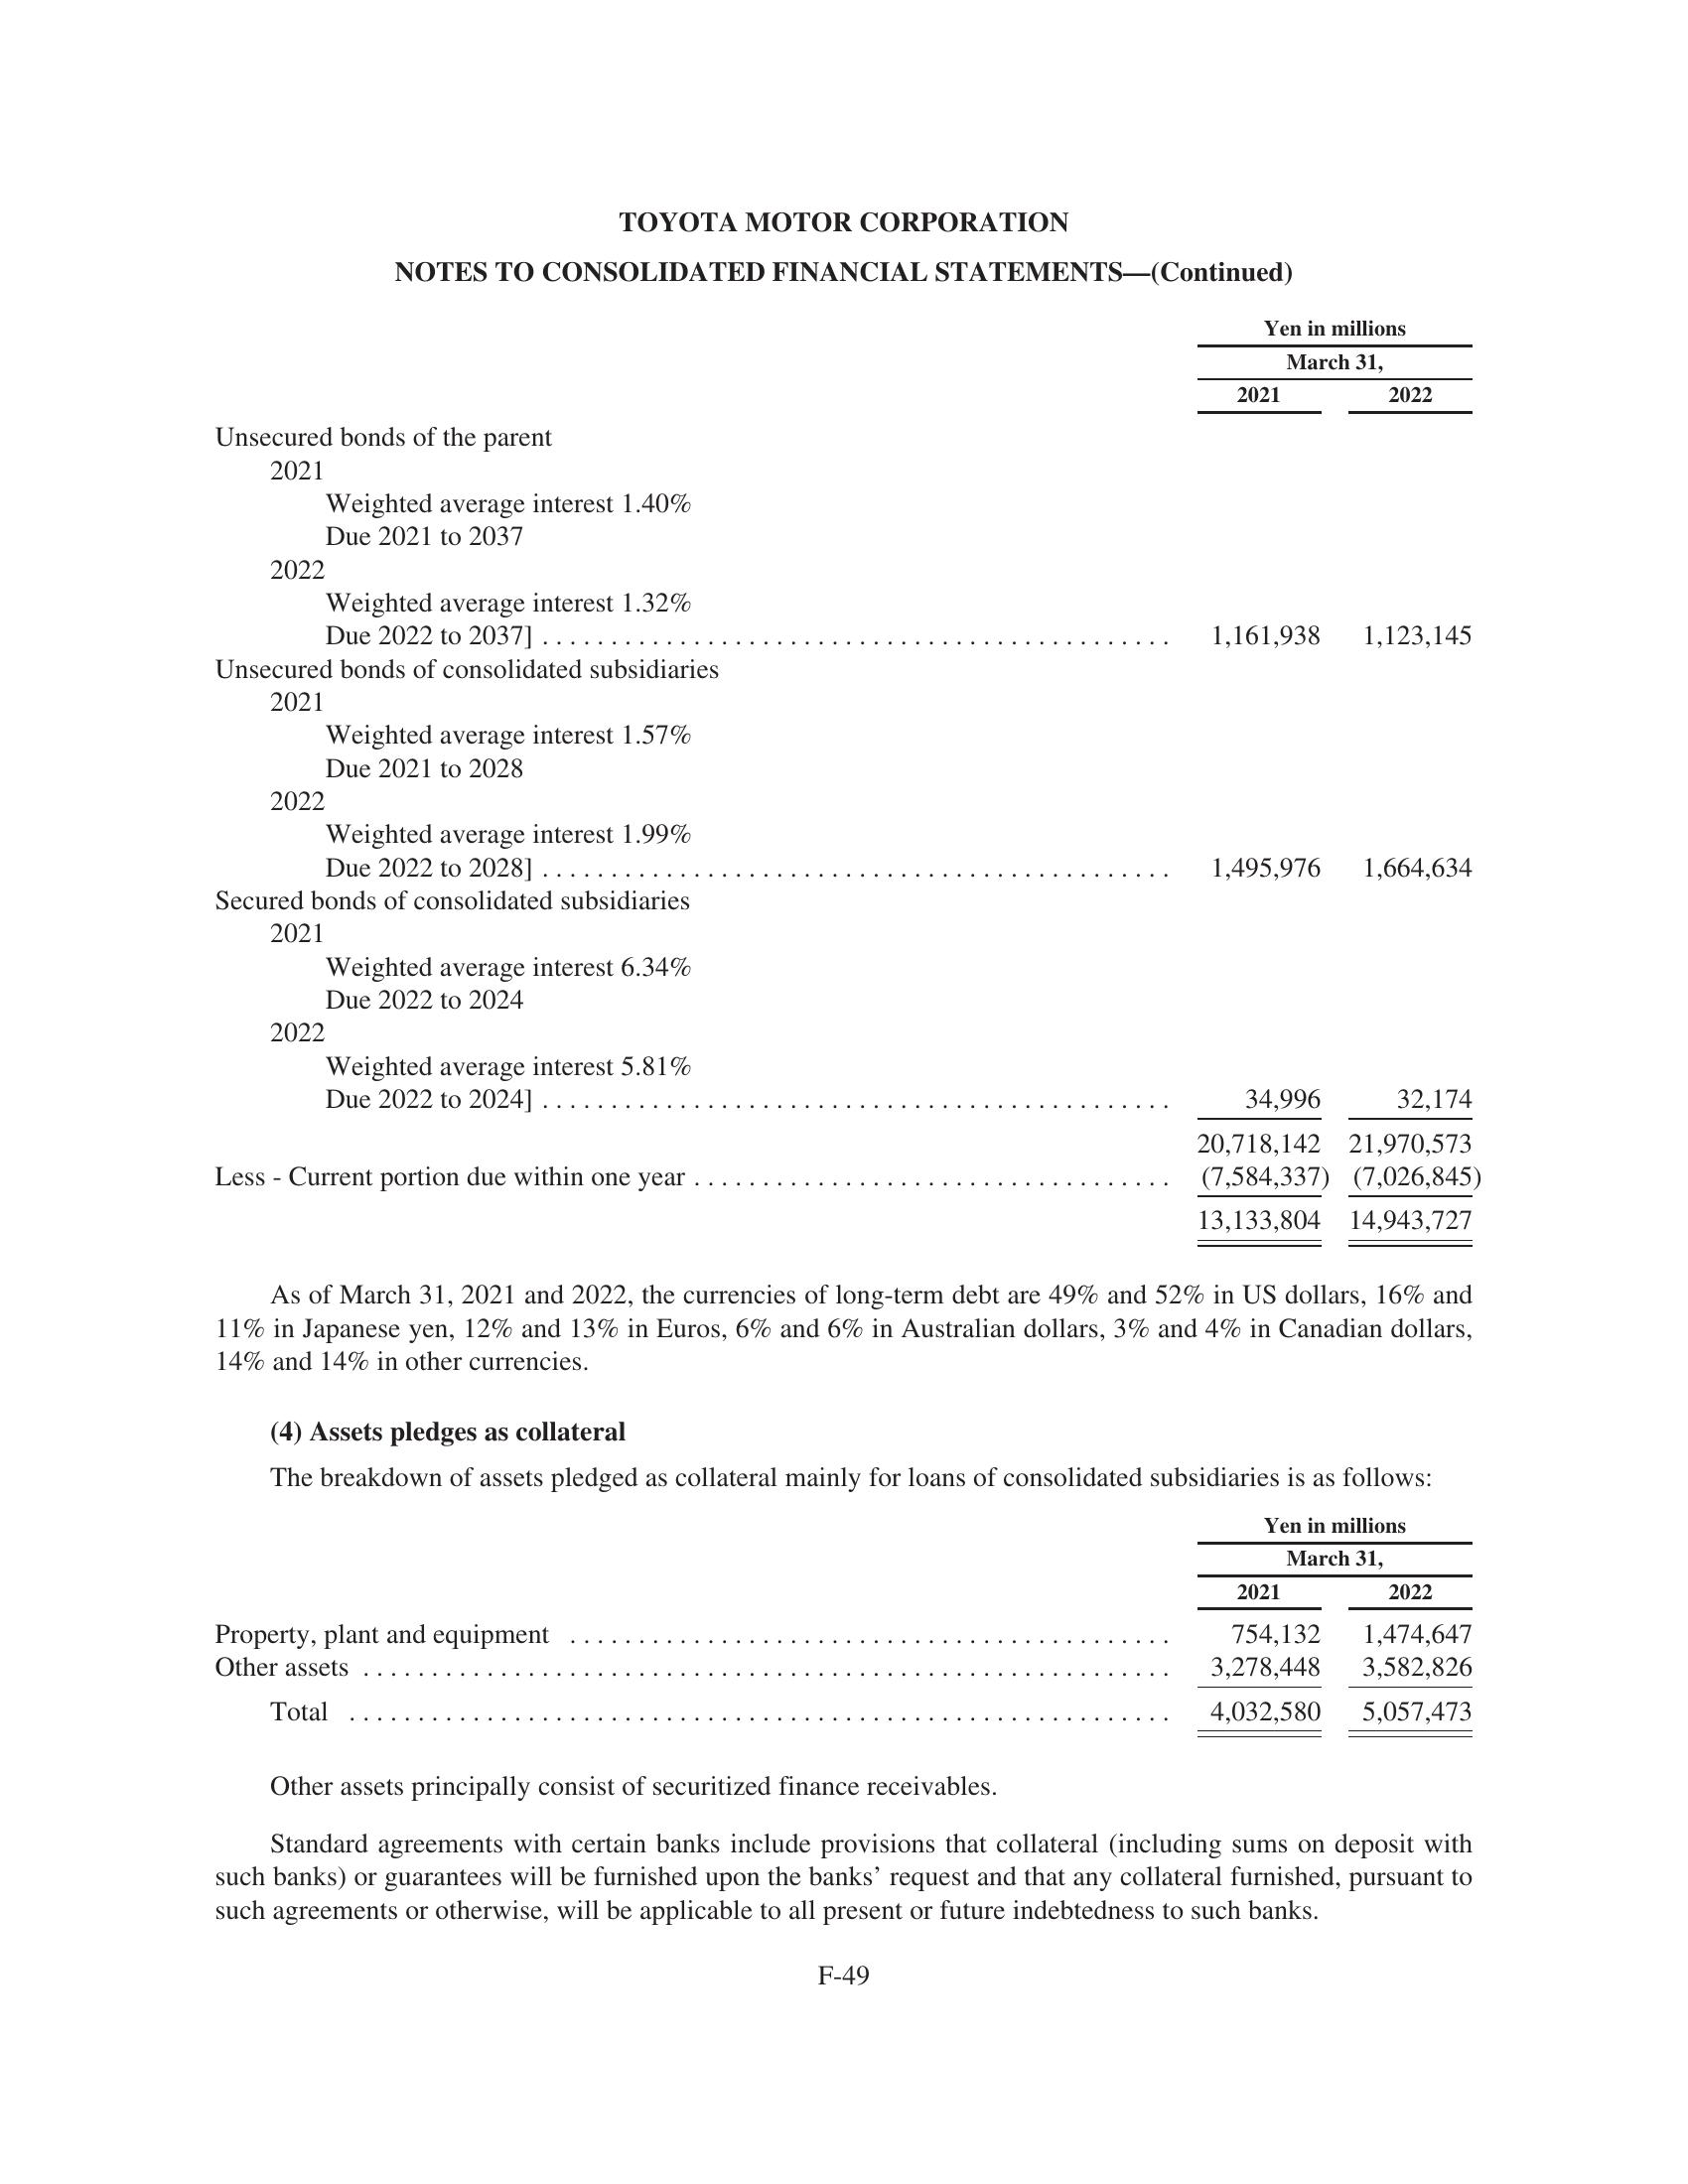 TOYOTA MOTOR CORPORATION
NOTES TO CONSOLIDATED FINANCIAL STATEMENTS—(Continued)
Yen in millions
March 31,
2021 2022
Unsecured bonds of the parent
2021
Weighted average interest 1.40%
Due 2021 to 2037
2022
Weighted average interest 1.32%
Due 2022 to 2037] . . . . . . . . . . . . . . . . . . . . . . . . . . . . . . . . . . . . . . . . . . . . . . 1,161,938 1,123,145
Unsecured bonds of consolidated subsidiaries
2021
Weighted average interest 1.57%
Due 2021 to 2028
2022
Weighted average interest 1.99%
Due 2022 to 2028] . . . . . . . . . . . . . . . . . . . . . . . . . . . . . . . . . . . . . . . . . . . . . . 1,495,976 1,664,634
Secured bonds of consolidated subsidiaries
2021
Weighted average interest 6.34%
Due 2022 to 2024
2022
Weighted average interest 5.81%
Due 2022 to 2024] . . . . . . . . . . . . . . . . . . . . . . . . . . . . . . . . . . . . . . . . . . . . . . 34,996 32,174
20,718,142 21,970,573
Less - Current portion due within one year . . . . . . . . . . . . . . . . . . . . . . . . . . . . . . . . . . . (7,584,337) (7,026,845)
13,133,804 14,943,727
As of March 31, 2021 and 2022, the currencies of long-term debt are 49% and 52% in US dollars, 16% and
11% in Japanese yen, 12% and 13% in Euros, 6% and 6% in Australian dollars, 3% and 4% in Canadian dollars,
14% and 14% in other currencies.
(4) Assets pledges as collateral
The breakdown of assets pledged as collateral mainly for loans of consolidated subsidiaries is as follows:
Yen in millions
March 31,
2021 2022
Property, plant and equipment . . . . . . . . . . . . . . . . . . . . . . . . . . . . . . . . . . . . . . . . . . . . 754,132 1,474,647
Other assets . . . . . . . . . . . . . . . . . . . . . . . . . . . . . . . . . . . . . . . . . . . . . . . . . . . . . . . . . . . 3,278,448 3,582,826
Total . . . . . . . . . . . . . . . . . . . . . . . . . . . . . . . . . . . . . . . . . . . . . . . . . . . . . . . . . . . . 4,032,580 5,057,473
Other assets principally consist of securitized finance receivables.
Standard agreements with certain banks include provisions that collateral (including sums on deposit with
such banks) or guarantees will be furnished upon the banks’ request and that any collateral furnished, pursuant to
such agreements or otherwise, will be applicable to all present or future indebtedness to such banks.
F-49